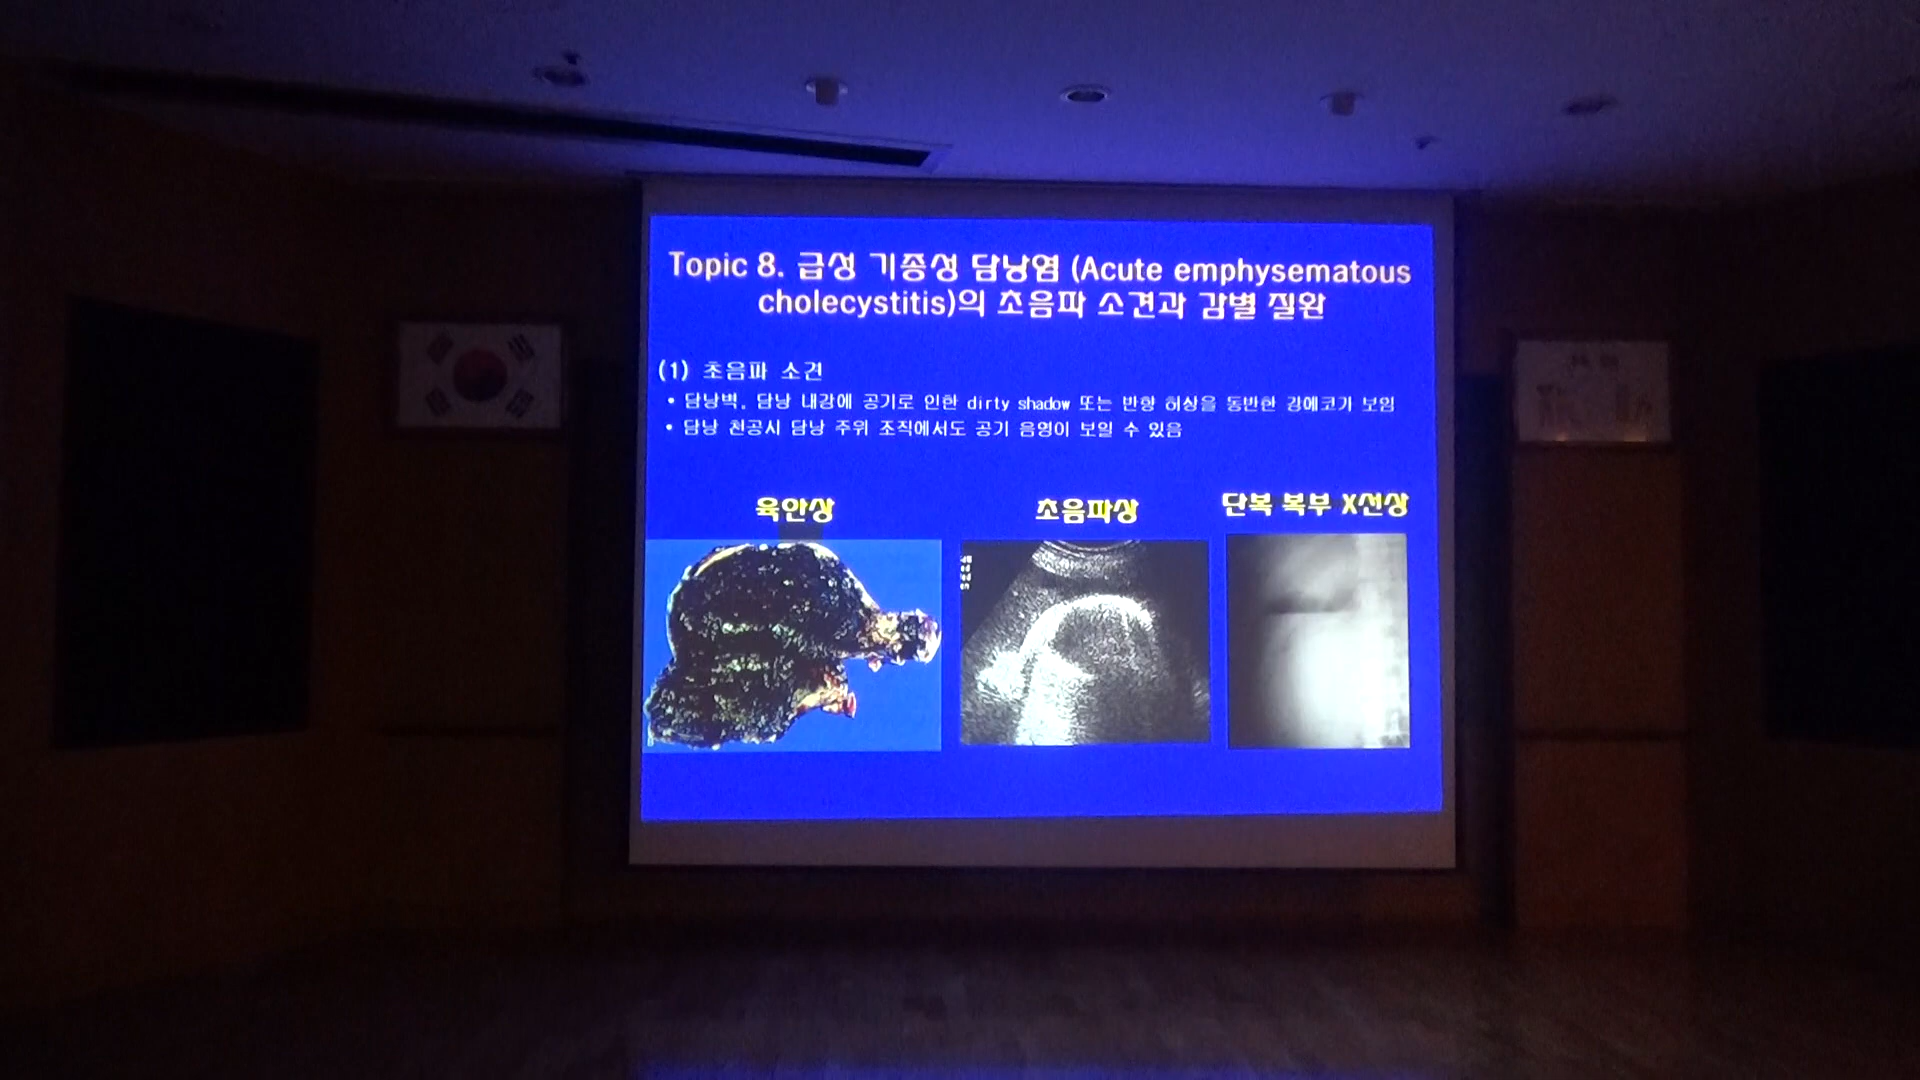 Topic 8. 급성 기종성 담낭염 (Acute emphysematous
cholecystitis)의 초음파 소견과 감별 질환
(1) 초음파 소견
• 담낭벽, 담낭 내강에 공기로 인한 dirty shadow 또는 반향 허상을 동반한 강에코가 보임
• 담낭 천공시 담낭 주위 조직에서도 공기 음영이 보일 수 있음
육안상
초음파상
단복 복부 X선상